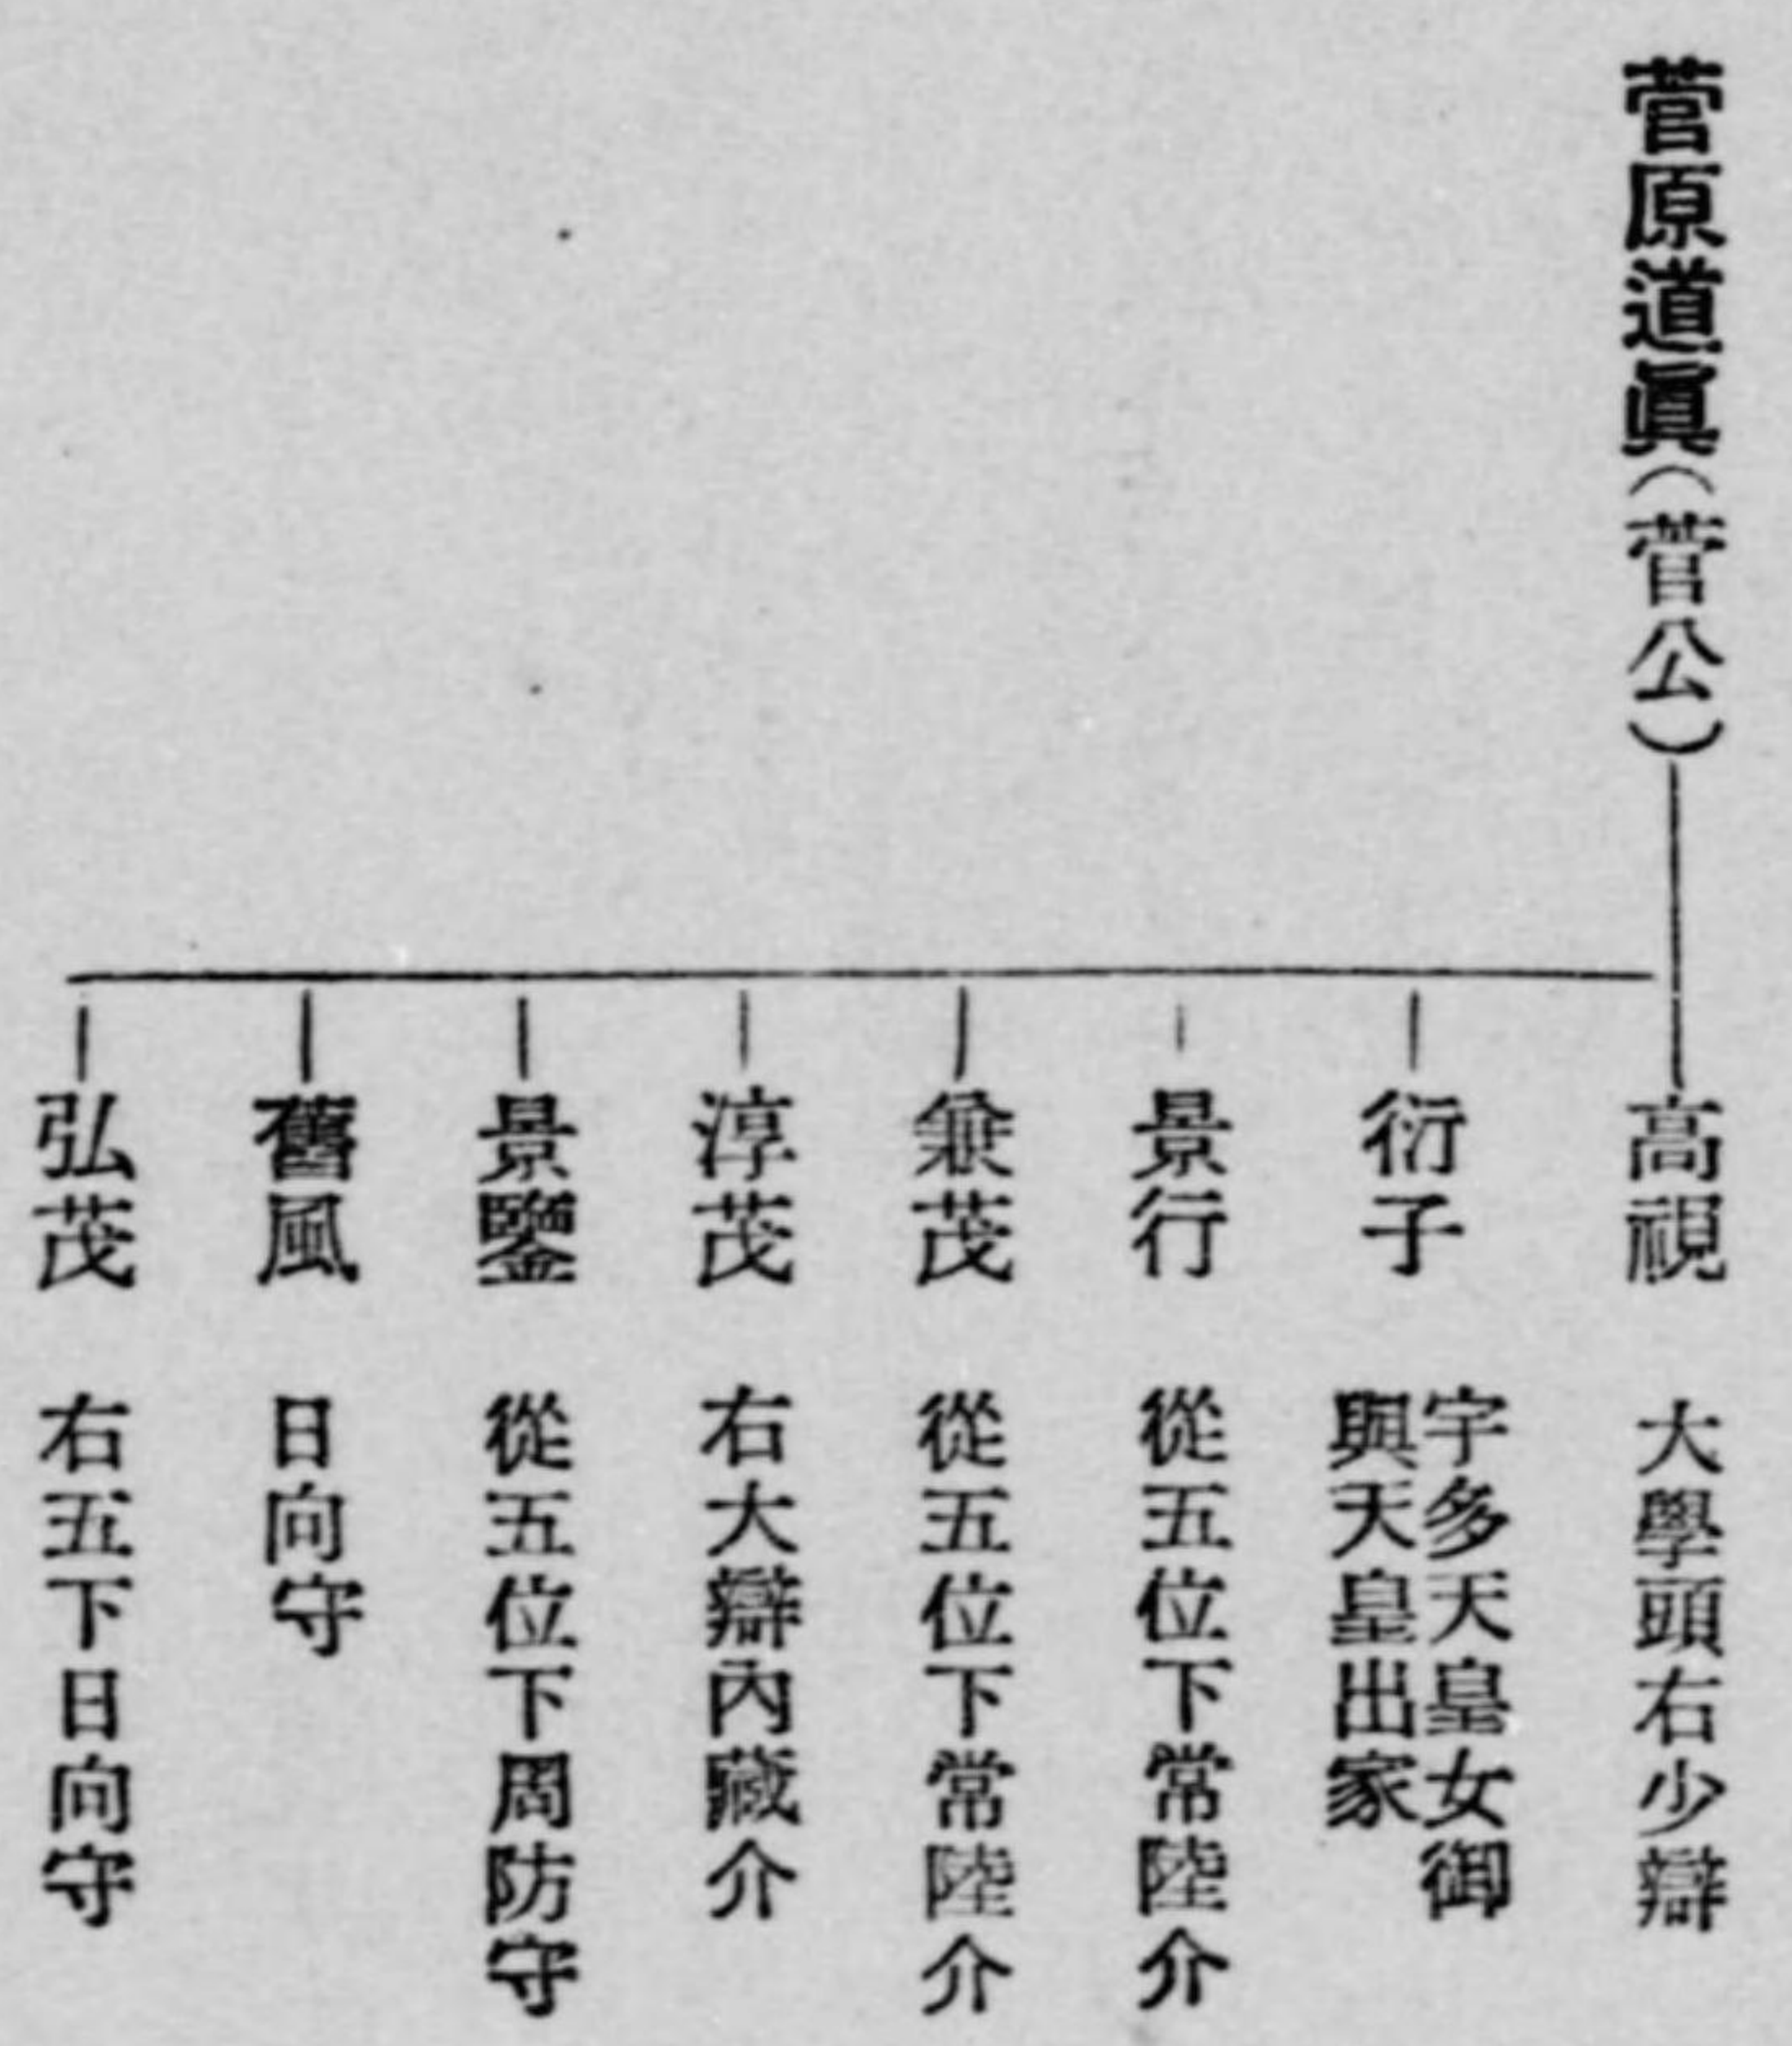 菅原道眞（菅公）
高視　大學頭右少辯
衍子　宇多天皇女御
與天皇出家
景行　從五位下常陸介
兼茂　從五位下常陸介
淳茂　右大辯內藏介
景鑒　從五位下周防守
舊風　日向守
弘茂　右五下日向守